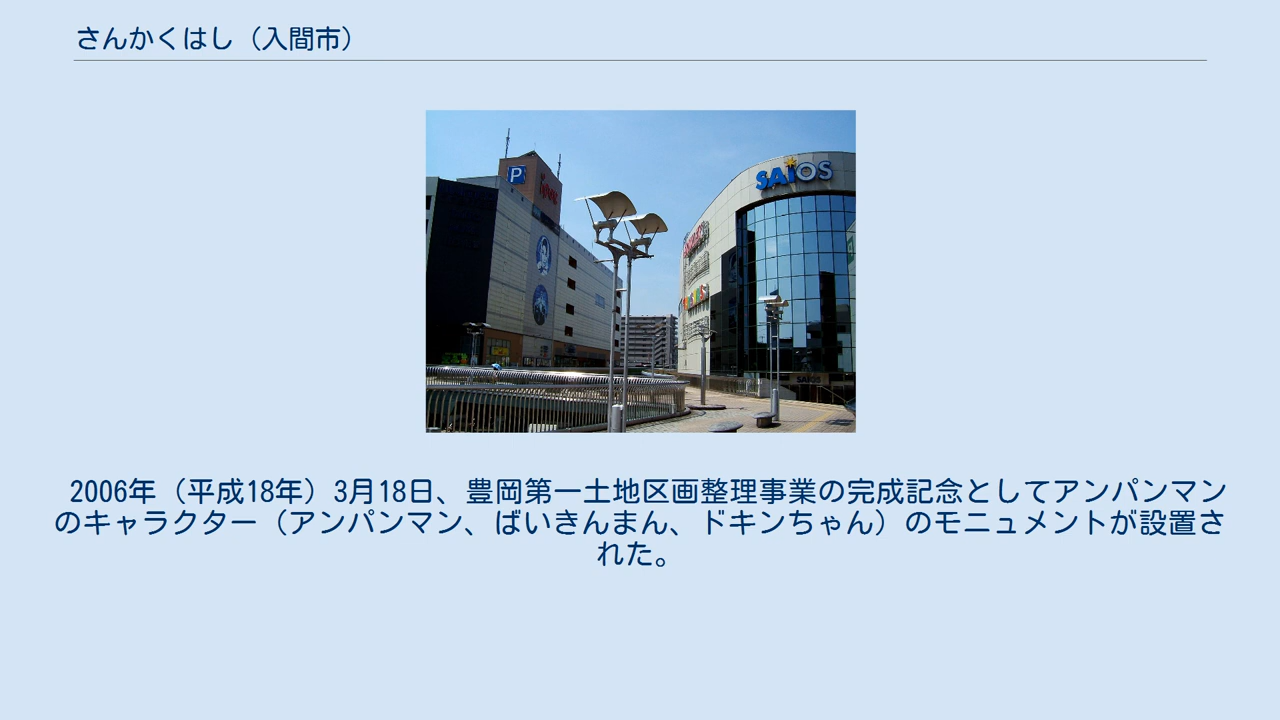 さんかくはし（入間市）
P
SAiOS
2006年（平成18年）3月18日、豊岡第一土地区画整理事業の完成記念としてアンパンマン
のキャラクター（アンパンマン、ばいきんまん、ドキンちゃん）のモニュメントが設置さ
れた。